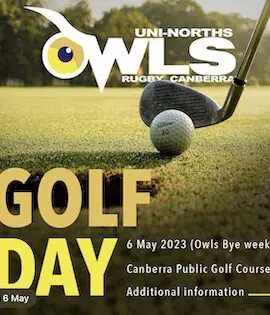 UNI-NORTHS
OWLS
RUGBY CANBERRA
GOLF
DAY
6 May 2023 (Owls Bye week
Canberra Public Golf Course
Additional information
6 May